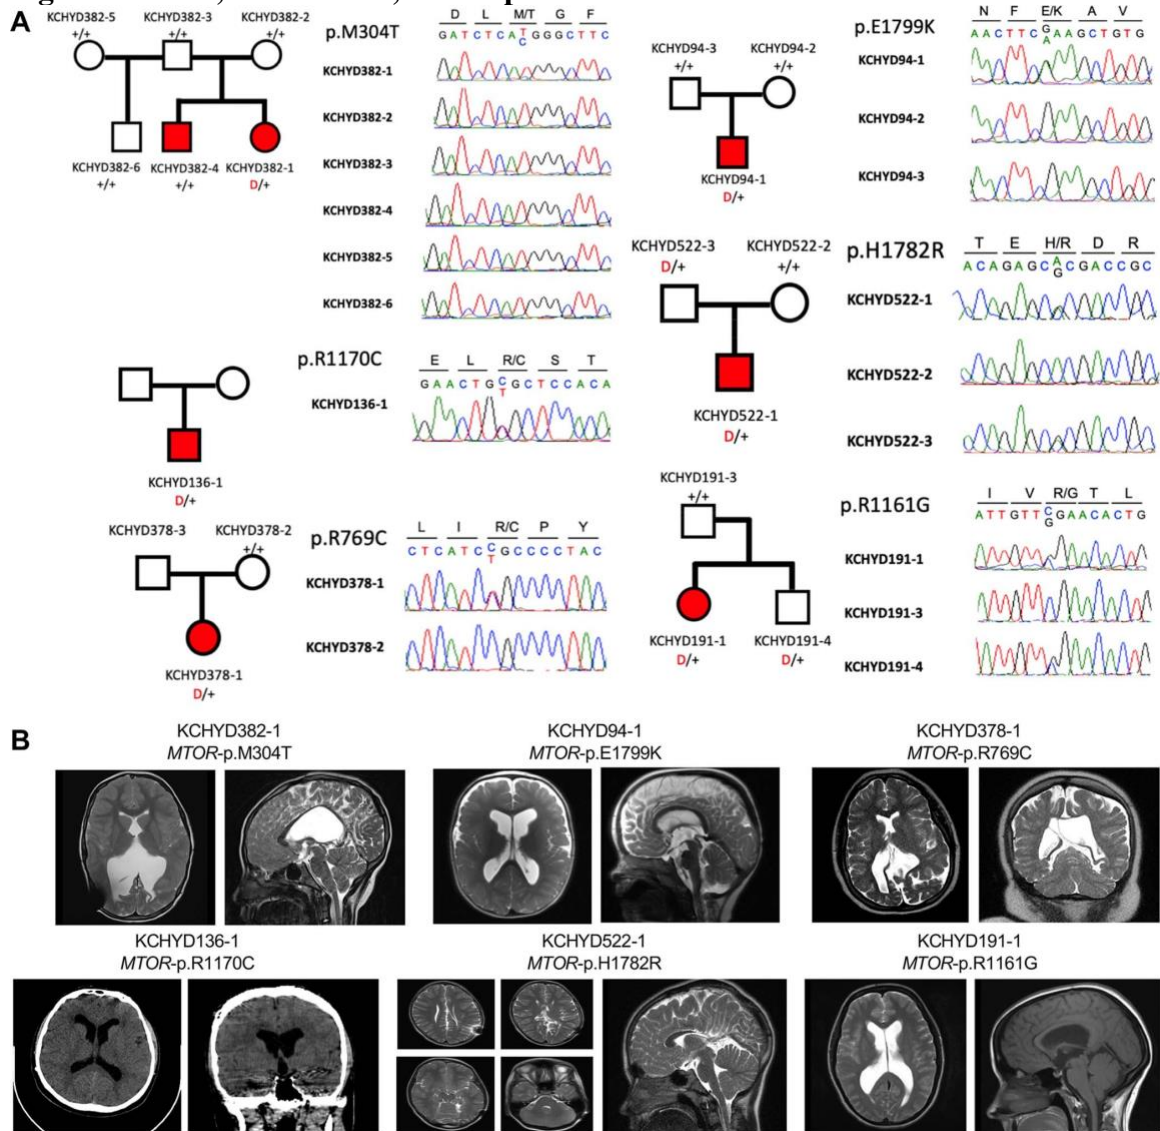 A
KCHYD382-5 KCHYD382-3 KCHYD382-2
+/+ +/+ +/+
KCHYD382-6 KCHYD382-4 KCHYD382-1
+/+ +/+ D/+
p.M304T
D L M/T G F
G A T C T C A T G G G C T T C
C
KCHYD382-1
KCHYD382-2
KCHYD382-3
KCHYD382-4
KCHYD382-5
KCHYD382-6
KCHYD94-3 KCHYD94-2
+/+ +/+
KCHYD94-1
D/+
p.E1799K
N F E/K A V
A A C T T C G A A G C T G T G
A
KCHYD94-1
KCHYD94-2
KCHYD94-3
KCHYD522-3 KCHYD522-2
D/+ +/+
KCHYD522-1
D/+
p.H1782R
T E H/R D R
A C A G A G C A C G A C C G C
G
KCHYD522-1
KCHYD522-2
KCHYD522-3
KCHYD136-1
D/+
p.R1170C
E L R/C S T
G A A C T G C G C T C C A C A
T
KCHYD136-1
KCHYD378-3 KCHYD378-2
+/+
KCHYD378-1
D/+
p.R769C
L I R/C P Y
C T C A T C C G C C C C T A C
T
KCHYD378-1
KCHYD378-2
KCHYD191-3
+/+
KCHYD191-1 KCHYD191-4
D/+ D/+
p.R1161G
I V R/G T L
A T T G T T C G A A C A C T G
G
KCHYD191-1
KCHYD191-3
KCHYD191-4
B
KCHYD382-1
MTOR-p.M304T
KCHYD94-1
MTOR-p.E1799K
KCHYD378-1
MTOR-p.R769C
KCHYD136-1
MTOR-p.R1170C
KCHYD522-1
MTOR-p.H1782R
KCHYD191-1
MTOR-p.R1161G